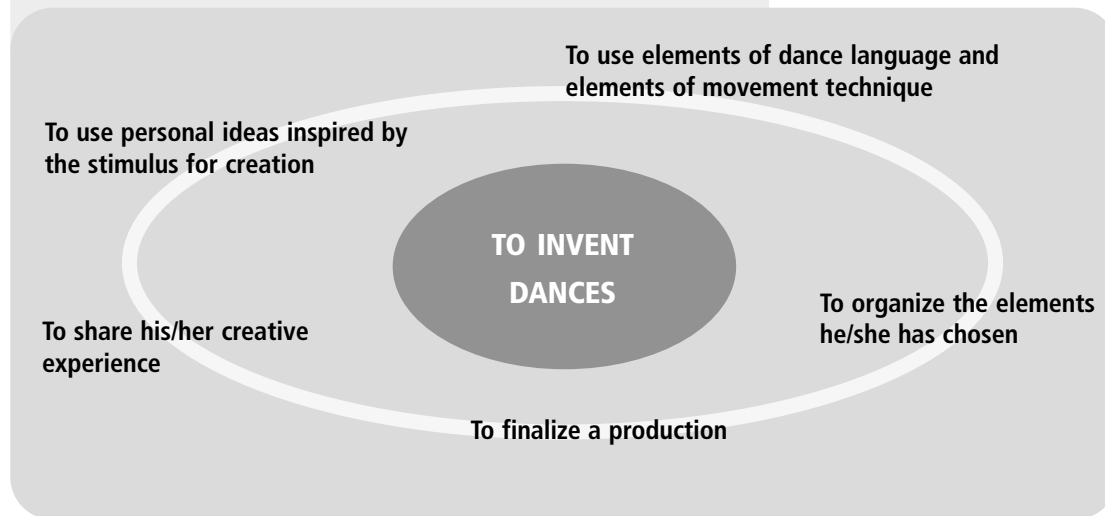 To use elements of dance language and
elements of movement technique
To use personal ideas inspired by
the stimulus for creation
TO INVENT
DANCES
To organize the elements
he/she has chosen
To share his/her creative
experience
To finalize a production